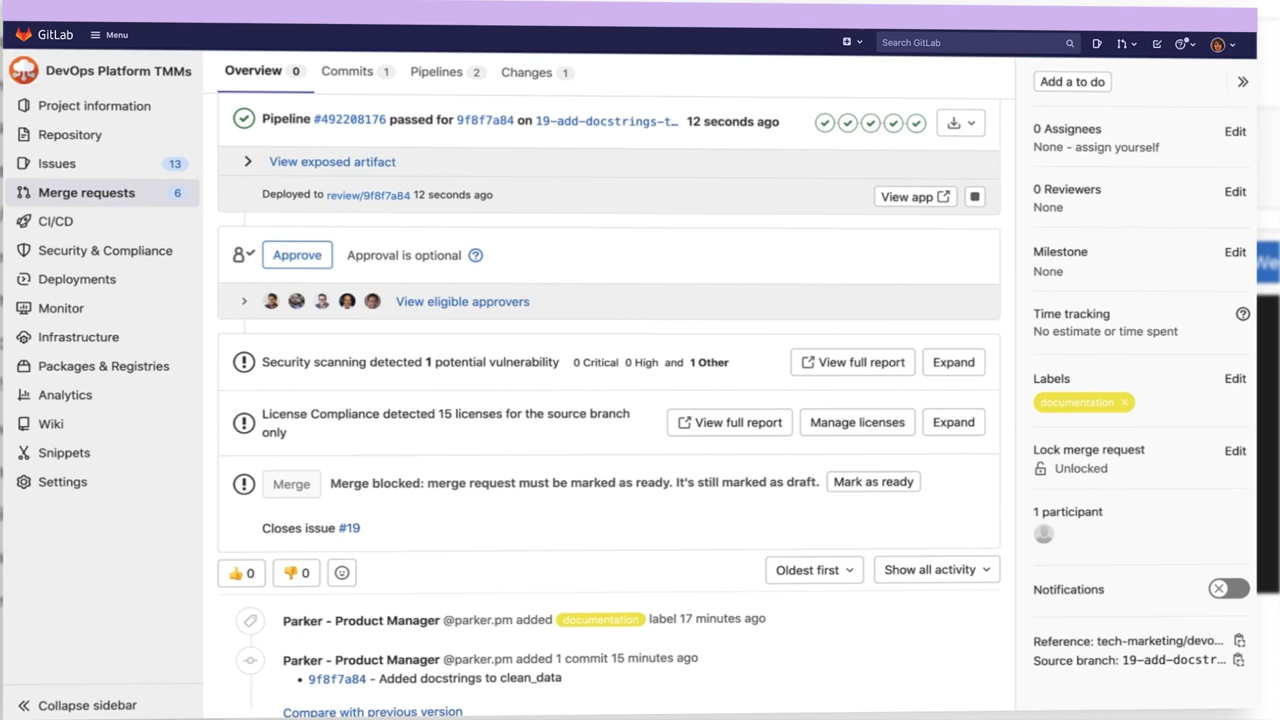 GitLab
Menu
Search GitLab
DevOps Platform TMMs
Project information
Repository
Issues 13
Merge requests 6
CI/CD
Security & Compliance
Deployments
Monitor
Infrastructure
Packages & Registries
Analytics
Wiki
Snippets
Settings
Collapse sidebar
Overview 0 Commits 1 Pipelines 2 Changes 1
Pipeline #492208176 passed for 9f8f7a84 on 19-add-docstrings-t… 12 seconds ago
View exposed artifact
Deployed to review/9f8f7a84 12 seconds ago View app
Approve Approval is optional
View eligible approvers
Security scanning detected 1 potential vulnerability 0 Critical 0 High and 1 Other View full report Expand
License Compliance detected 15 licenses for the source branch
only
View full report Manage licenses Expand
Merge Merge blocked: merge request must be marked as ready. It's still marked as draft. Mark as ready
Closes issue #19
👍 0 👎 0 Oldest first Show all activity
Parker - Product Manager @parker.pm added documentation label 17 minutes ago
Parker - Product Manager @parker.pm added 1 commit 15 minutes ago
• 9f8f7a84 - Added docstrings to clean_data
Compare with previous version
Add a to do
0 Assignees Edit
None - assign yourself
0 Reviewers Edit
None
Milestone Edit
None
Time tracking
No estimate or time spent
Labels Edit
documentation ×
Lock merge request Edit
Unlocked
1 participant
Notifications
Reference: tech-marketing/devo...
Source branch: 19-add-docstr...